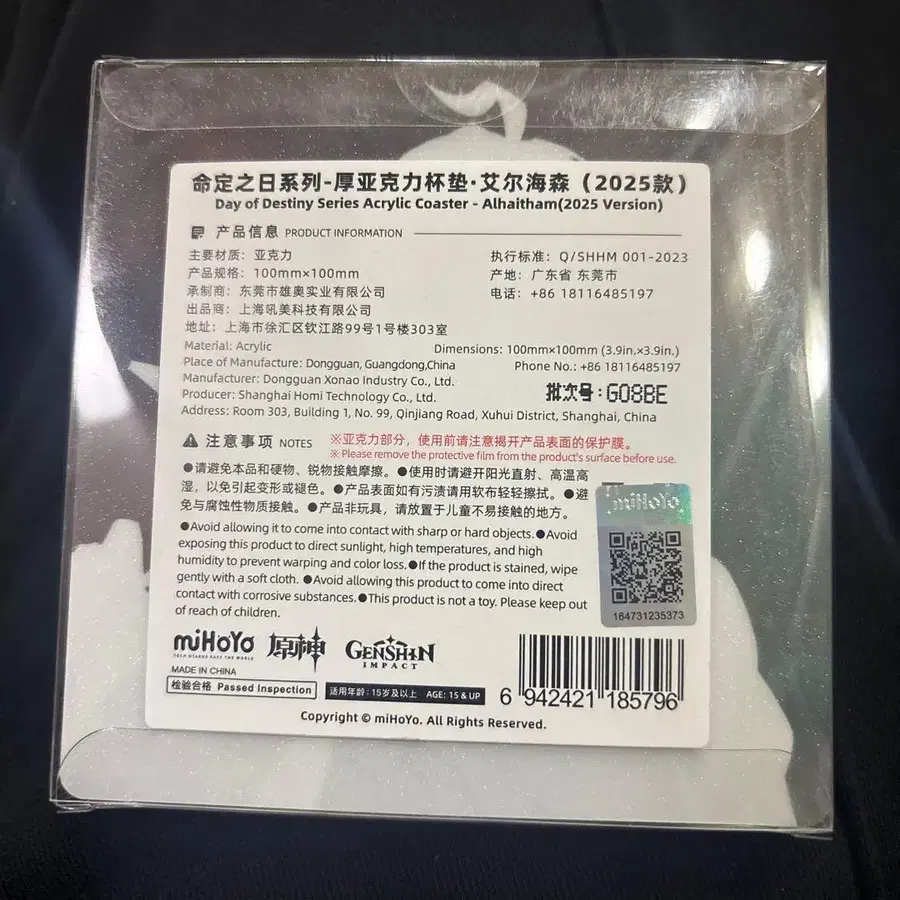 命定之日系列-厚亚克力杯垫·艾尔海森（2025款）
Day of Destiny Series Acrylic Coaster - Alhaitham(2025 Version)
产品信息 PRODUCT INFORMATION
主要材质：亚克力
产品规格：100mm×100mm
承制商：东莞市雄奥实业有限公司
出品商：上海吼美科技有限公司
地址：上海市徐汇区钦江路99号1号楼303室
执行标准：Q/SHHM 001-2023
产地：广东省 东莞市
电话：+86 18116485197
Material: Acrylic
Dimensions: 100mm×100mm (3.9in.×3.9in.)
Place of Manufacture: Dongguan, Guangdong,China
Phone No.: +86 18116485197
Manufacturer: Dongguan Xonao Industry Co., Ltd.
Producer: Shanghai Homi Technology Co., Ltd.
批次号：G08BE
Address: Room 303, Building 1, No. 99, Qinjiang Road, Xuhui District, Shanghai, China
注意事项 NOTES
※亚克力部分，使用前请注意揭开产品表面的保护膜。
※ Please remove the protective film from the product's surface before use.
●请避免本品和硬物、锐物接触摩擦。●使用时请避开阳光直射、高温高
湿，以免引起变形或褪色。●产品表面如有污渍请用软布轻轻擦拭。●避
免与腐蚀性物质接触。●产品非玩具，请放置于儿童不易接触的地方。
●Avoid allowing it to come into contact with sharp or hard objects.●Avoid
exposing this product to direct sunlight, high temperatures, and high
humidity to prevent warping and color loss.●If the product is stained, wipe
gently with a soft cloth. ●Avoid allowing this product to come into direct
contact with corrosive substances.●This product is not a toy. Please keep out
of reach of children.
miHoYo
164731235373
miHoYo 原神 GENSHIN IMPACT
TECH OTAKUS SAVE THE WORLD
MADE IN CHINA
检验合格 Passed Inspection
适用年龄：15岁及以上 AGE: 15 & UP
6 942421 185796
Copyright © miHoYo. All Rights Reserved.